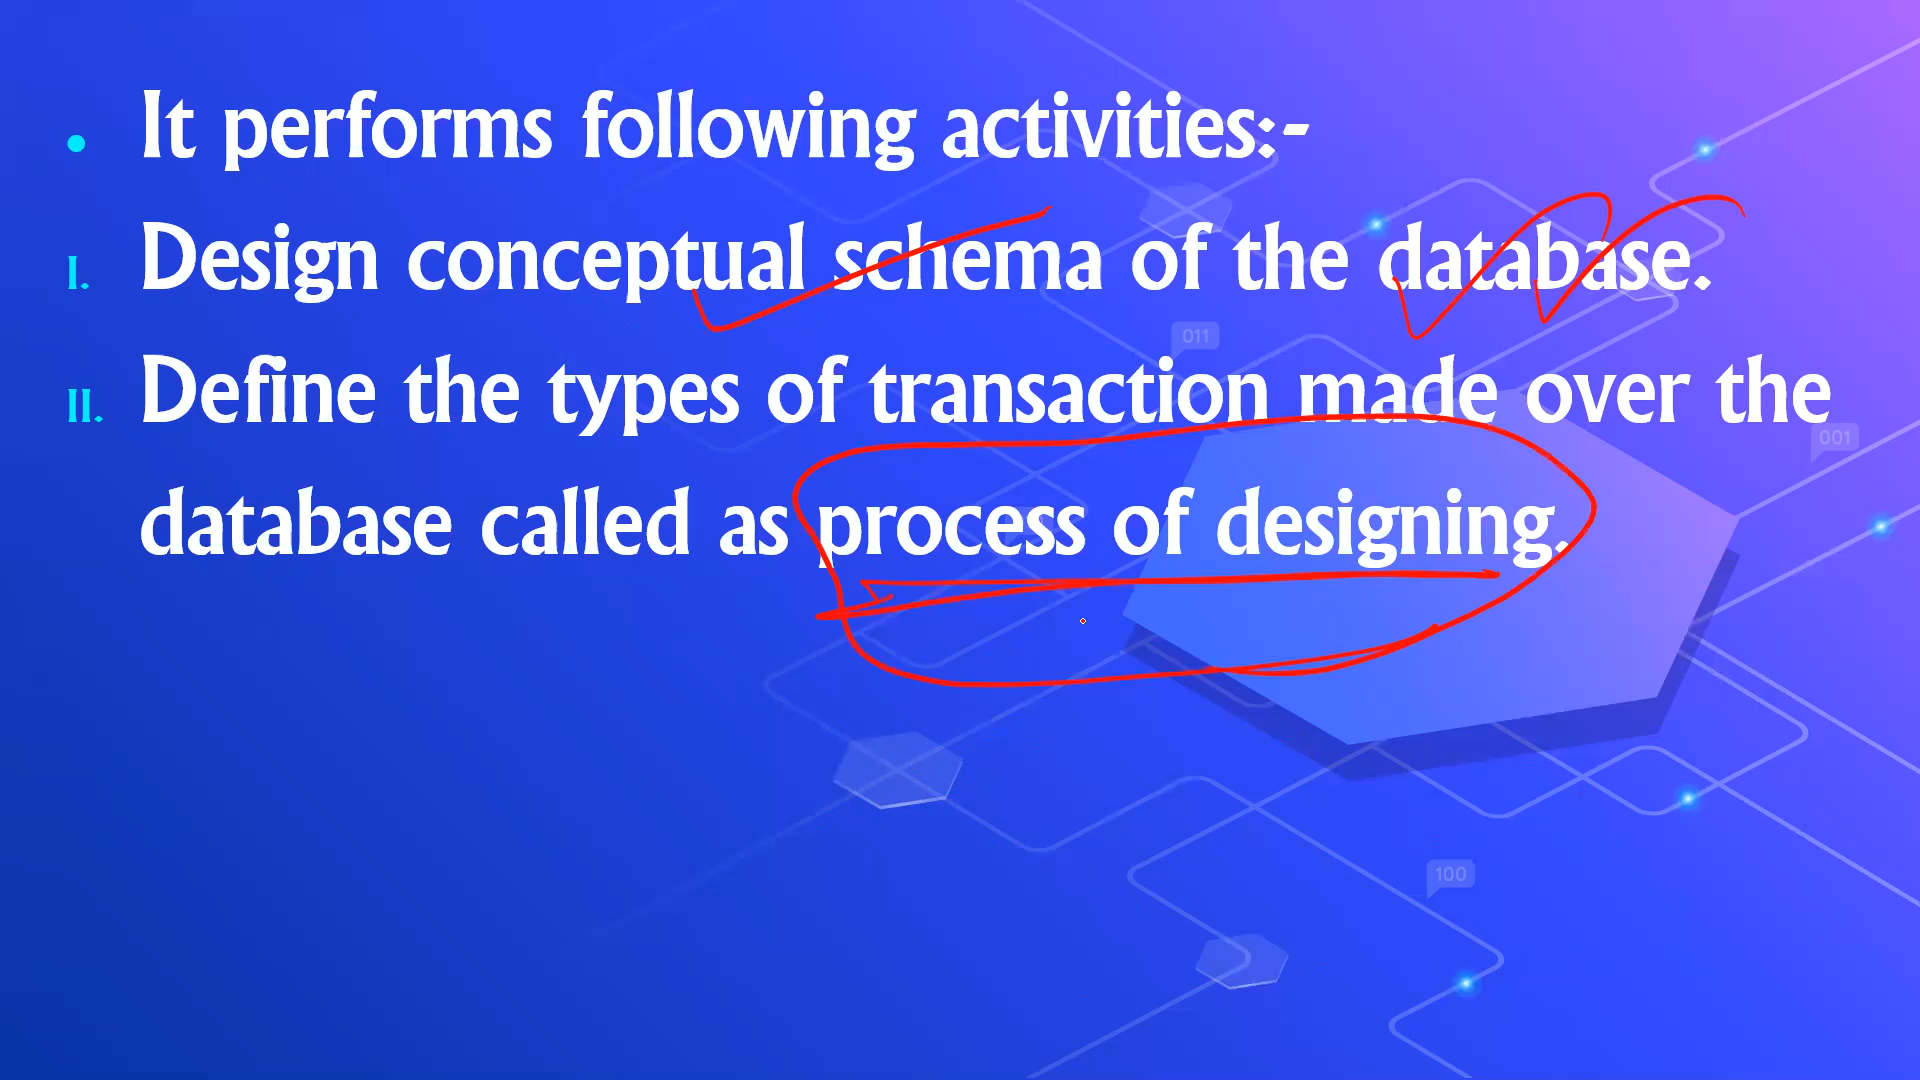 • It performs following activities:-
I. Design conceptual schema of the database.
II. Define the types of transaction made over the
database called as process of designing.
011
001
100